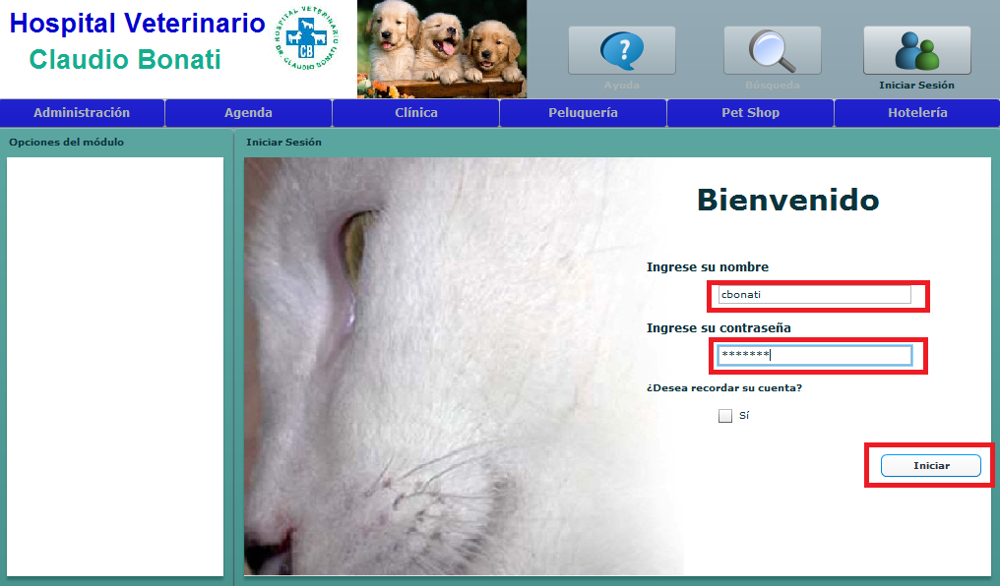 Hospital Veterinario
Claudio Bonati
HOSPITAL VETERINARIO
DR. CLAUDIO BONATI
CB
?
Ayuda
Búsqueda
Iniciar Sesión
Administración
Agenda
Clínica
Peluquería
Pet Shop
Hotelería
Opciones del módulo
Iniciar Sesión
Bienvenido
Ingrese su nombre
cbonati
Ingrese su contraseña
*******
¿Desea recordar su cuenta?
Sí
Iniciar